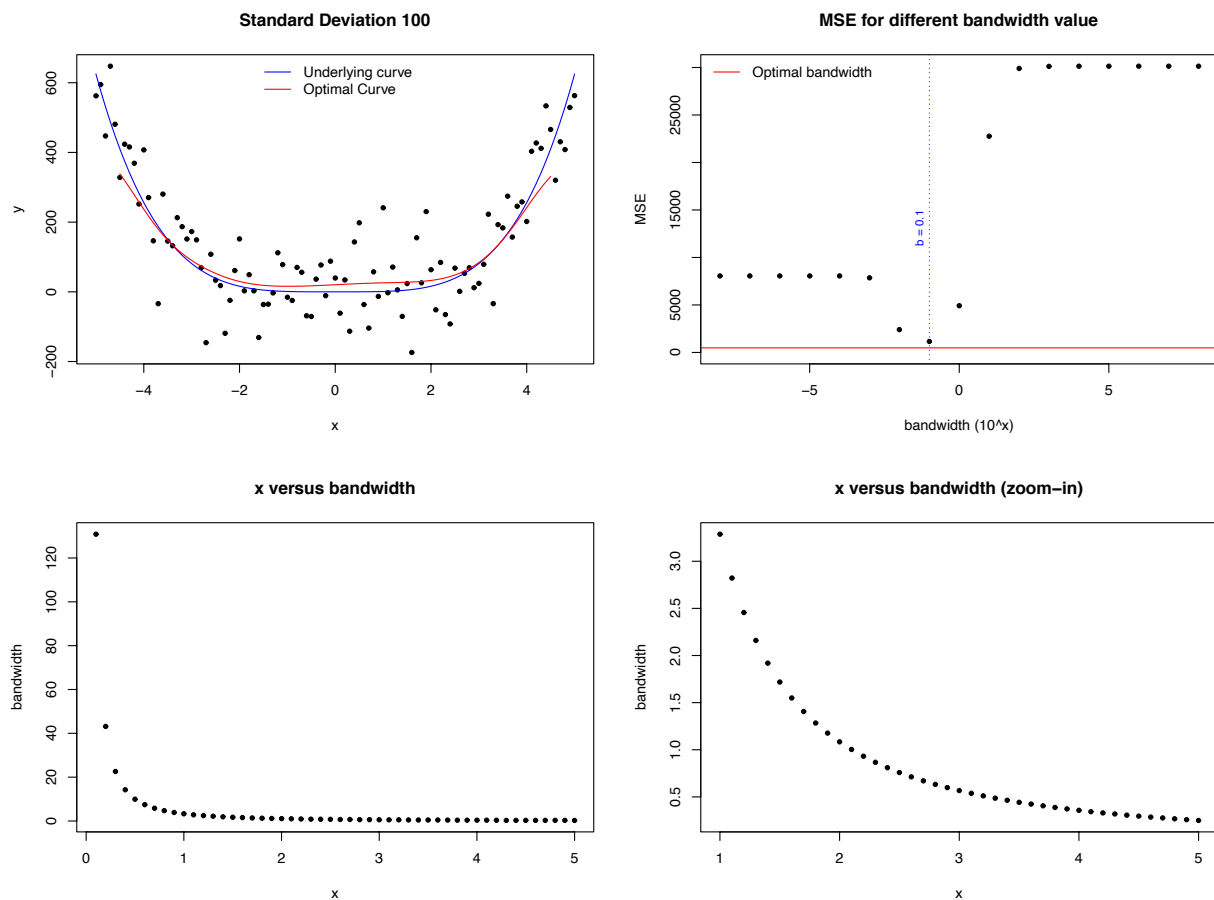 Standard Deviation 100
Underlying curve
Optimal Curve
y
600
400
200
0
−200
−4
−2
0
2
4
x
MSE for different bandwidth value
Optimal bandwidth
b = 0.1
MSE
25000
15000
5000
0
−5
0
5
bandwidth (10^x)
x versus bandwidth
bandwidth
120
100
80
60
40
20
0
0
1
2
3
4
5
x
x versus bandwidth (zoom−in)
bandwidth
3.0
2.5
2.0
1.5
1.0
0.5
1
2
3
4
5
x